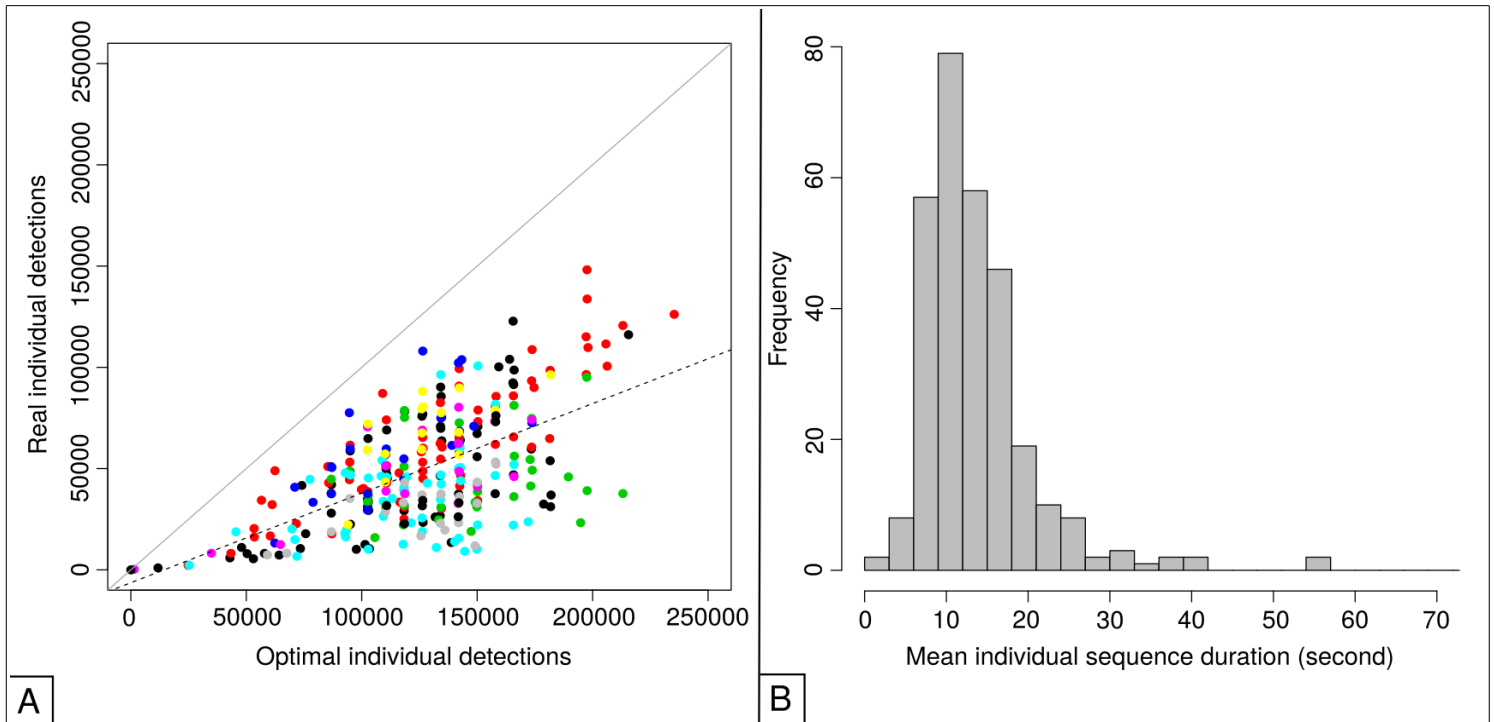 Real individual detections
250000
200000
150000
100000
50000
0
0 50000 100000 150000 200000 250000
Optimal individual detections
A
Frequency
80
60
40
20
0
0 10 20 30 40 50 60 70
Mean individual sequence duration (second)
B